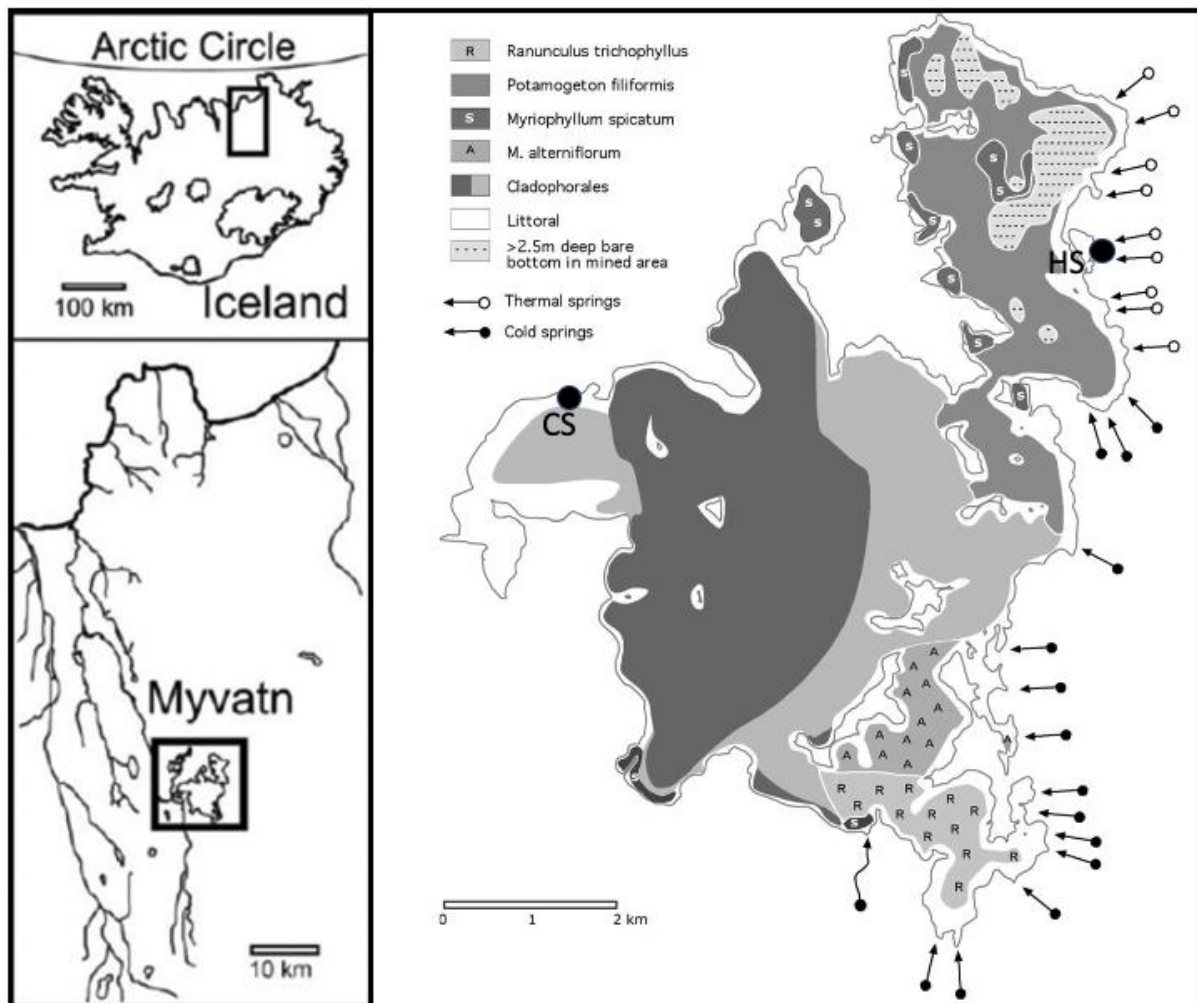 Arctic Circle
100 km
Iceland
Myvatn
10 km
R Ranunculus trichophyllus
Potamogeton filiformis
S Myriophyllum spicatum
A M. alterniflorum
Cladophorales
Littoral
>2.5m deep bare
bottom in mined area
Thermal springs
Cold springs
S
S
S
S
S
S
S
HS
S
S
CS
S
A
A
A
A
A
A
A A A
A
A A
A
R R R
R R
R R R
R R
R R
R
S
0 1 2 km